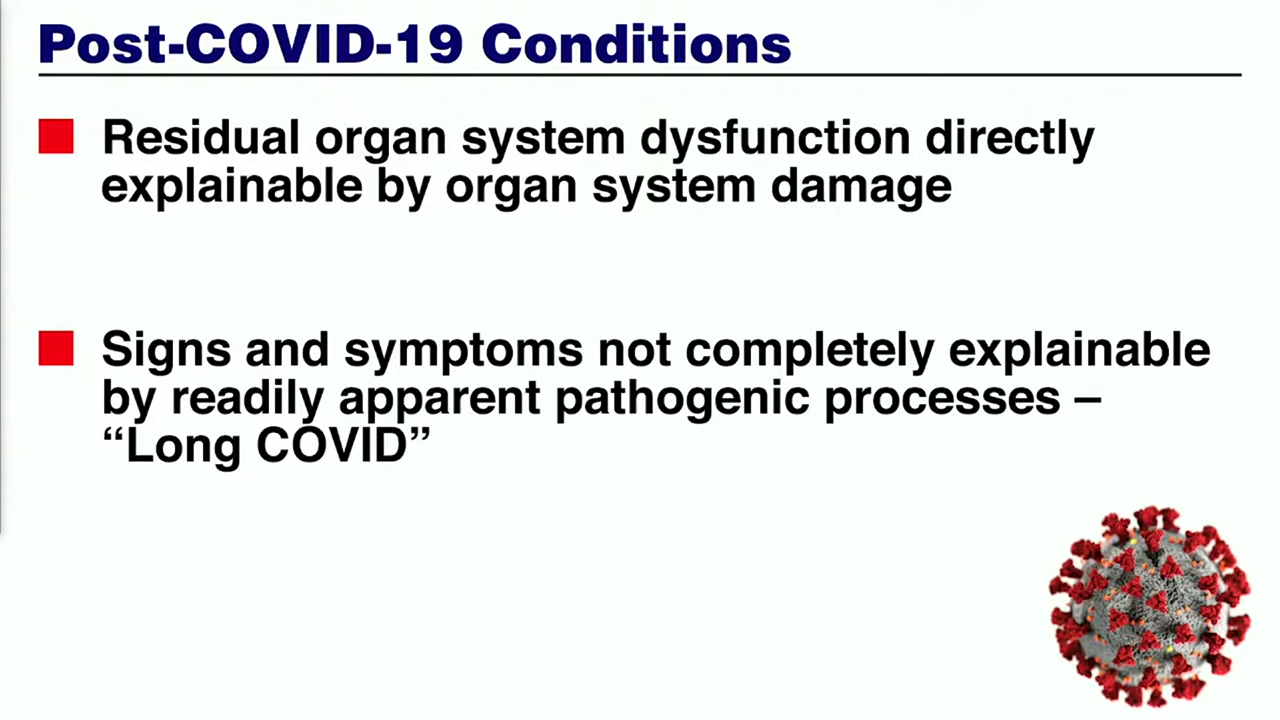 Post-COVID-19 Conditions
Residual organ system dysfunction directly
explainable by organ system damage
Signs and symptoms not completely explainable
by readily apparent pathogenic processes –
“Long COVID”